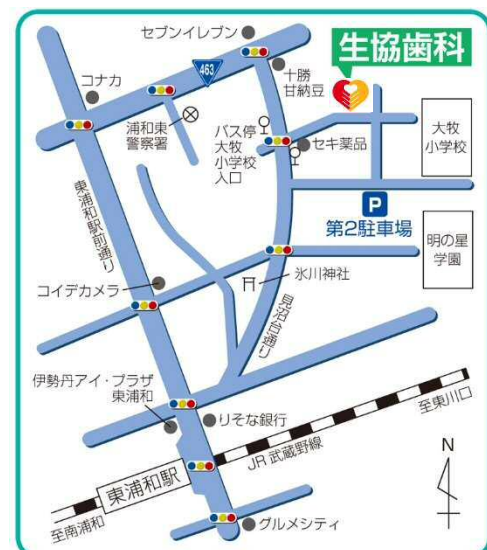 セブンイレブン
生協歯科
コナカ
463
十勝
甘納豆
浦和東
警察署
バス停
大牧
小学校
入口
セキ薬品
大牧
小学校
P
第2駐車場
明の星
学園
東浦和駅前通り
コイデカメラ
氷川神社
見沼台通り
伊勢丹アイ・プラザ
東浦和
りそな銀行
至東川口
JR武蔵野線
N
東浦和駅
至南浦和
グルメシティ